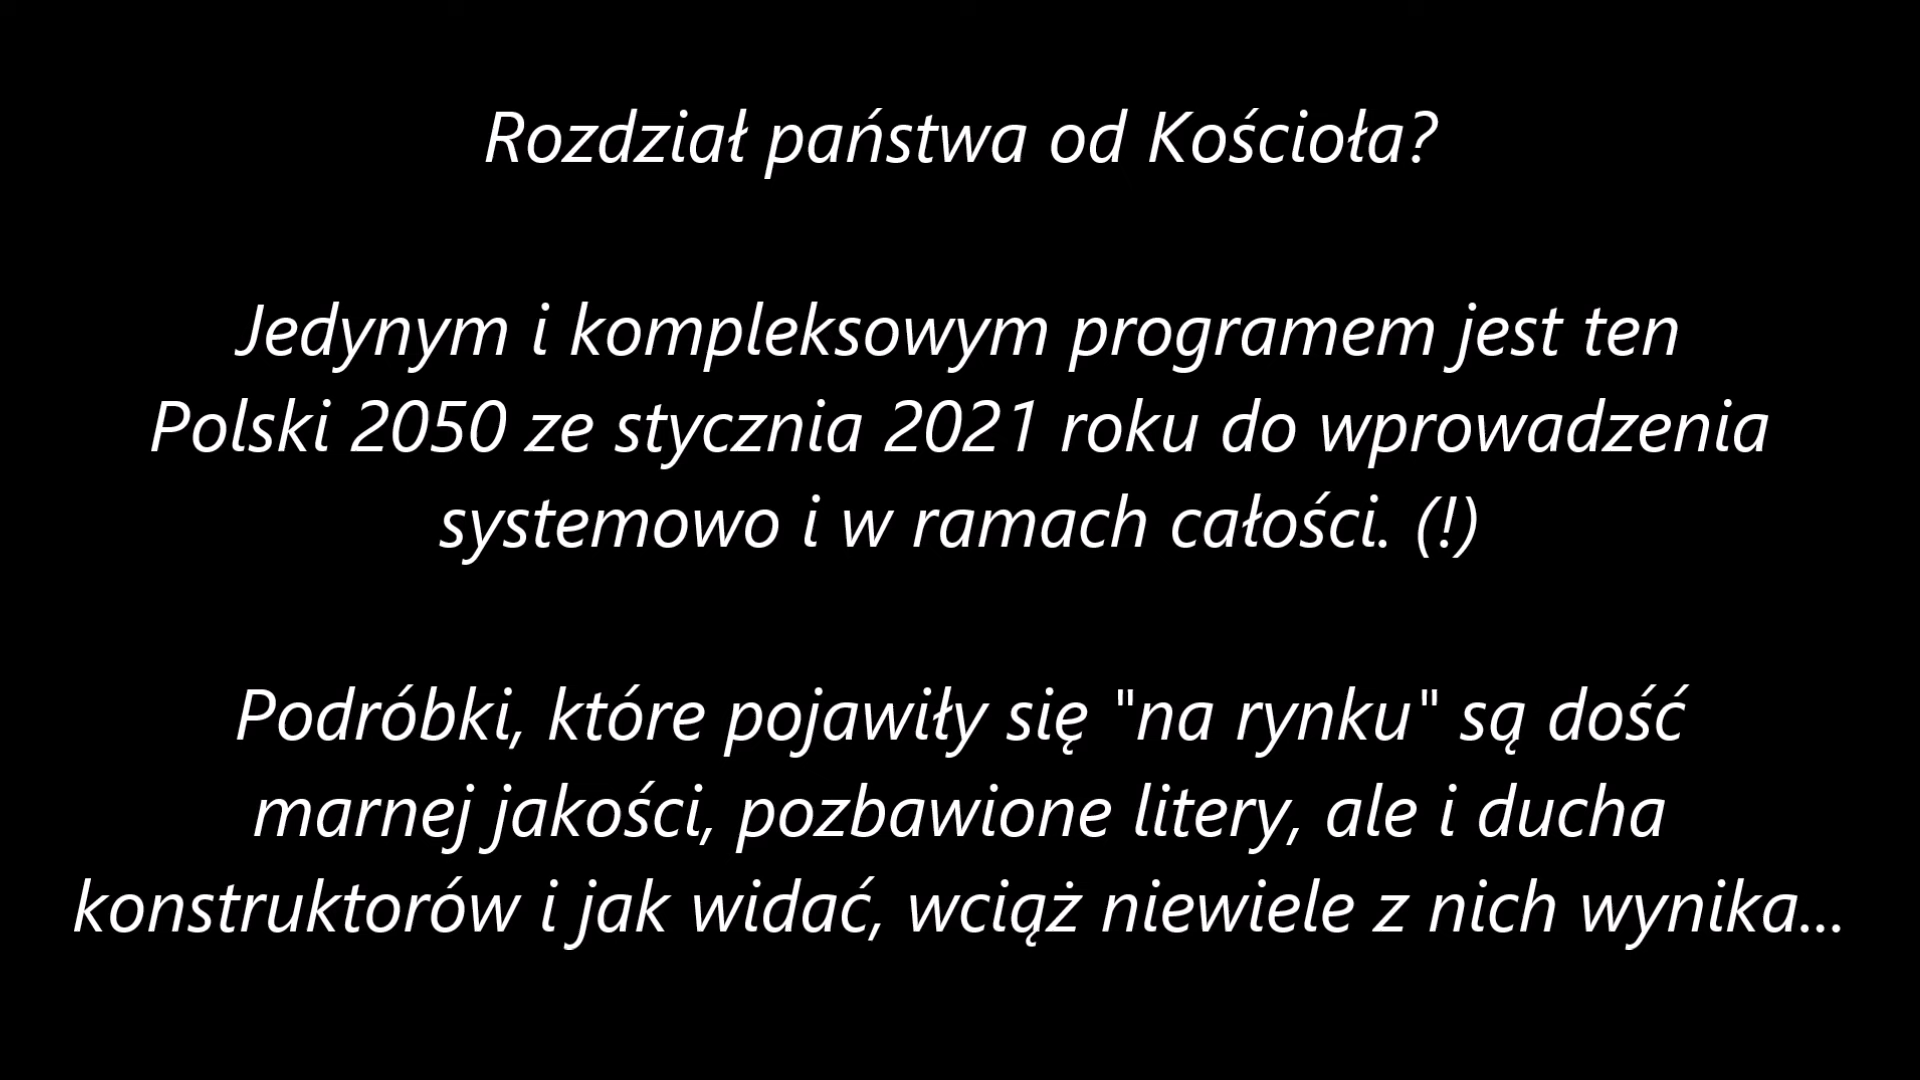 Rozdział państwa od Kościoła?
Jedynym i kompleksowym programem jest ten
Polski 2050 ze stycznia 2021 roku do wprowadzenia
systemowo i w ramach całości. (!)
Podróbki, które pojawiły się "na rynku" są dość
marnej jakości, pozbawione litery, ale i ducha
konstruktorów i jak widać, wciąż niewiele z nich wynika...